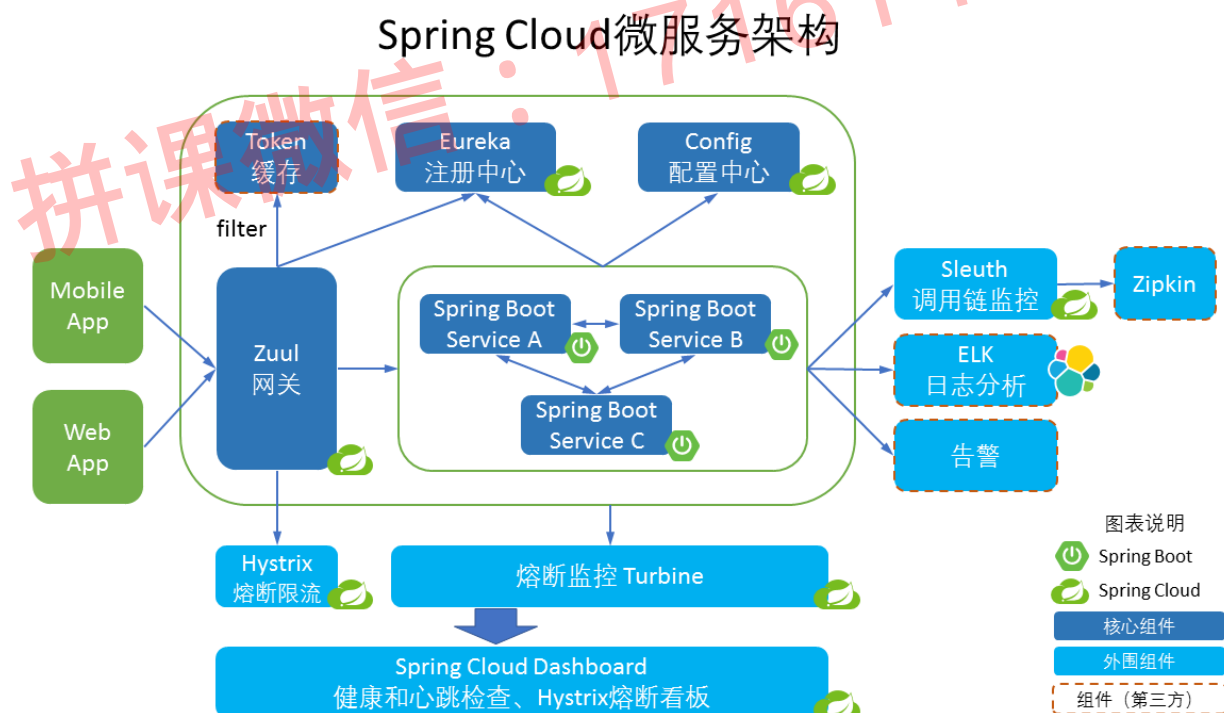 Spring Cloud微服务架构
拼课微信：17161
Token
缓存
Eureka
注册中心
Config
配置中心
filter
Mobile
App
Web
App
Zuul
网关
Spring Boot
Service A
Spring Boot
Service B
Spring Boot
Service C
Sleuth
调用链监控
Zipkin
ELK
日志分析
告警
Hystrix
熔断限流
熔断监控 Turbine
Spring Cloud Dashboard
健康和心跳检查、Hystrix熔断看板
图表说明
Spring Boot
Spring Cloud
核心组件
外围组件
组件（第三方）